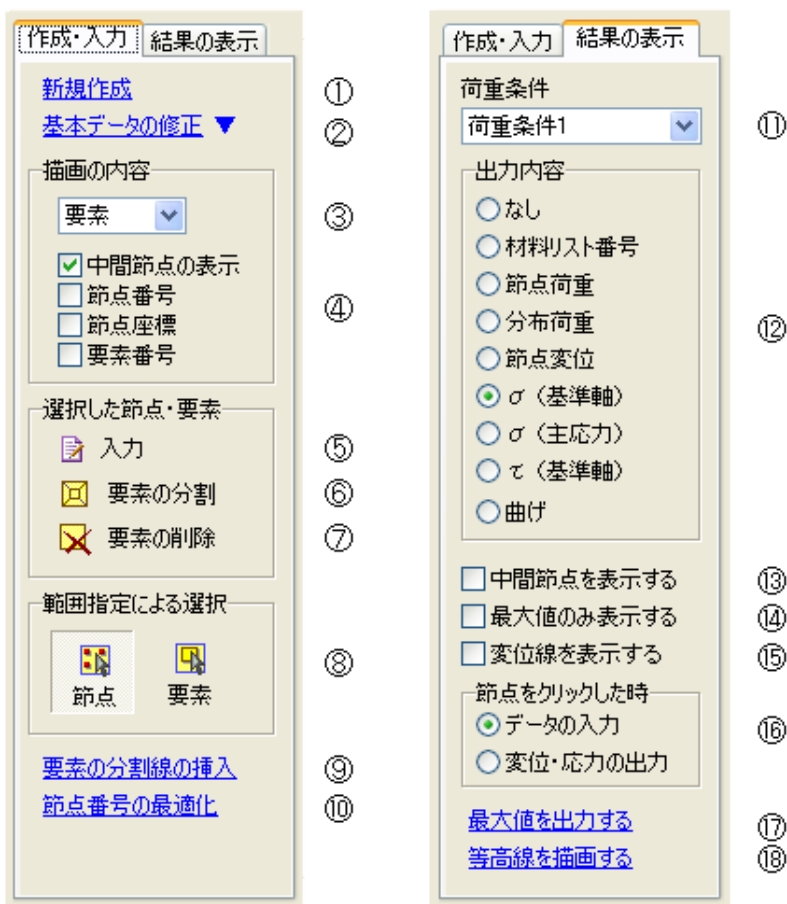 作成・入力 結果の表示
新規作成 ①
基本データの修正 ▼ ②
描画の内容
要素 ③
中間節点の表示
節点番号
節点座標
要素番号
④
選択した節点・要素
入力 ⑤
要素の分割 ⑥
要素の削除 ⑦
範囲指定による選択
節点 要素 ⑧
要素の分割線の挿入 ⑨
節点番号の最適化 ⑩
作成・入力 結果の表示
荷重条件
荷重条件1 ⑪
出力内容
なし
材料リスト番号
節点荷重
分布荷重
節点変位
σ（基準軸）
σ（主応力）
τ（基準軸）
曲げ
⑫
中間節点を表示する ⑬
最大値のみ表示する ⑭
変位線を表示する ⑮
節点をクリックした時
データの入力
変位・応力の出力
⑯
最大値を出力する ⑰
等高線を描画する ⑱